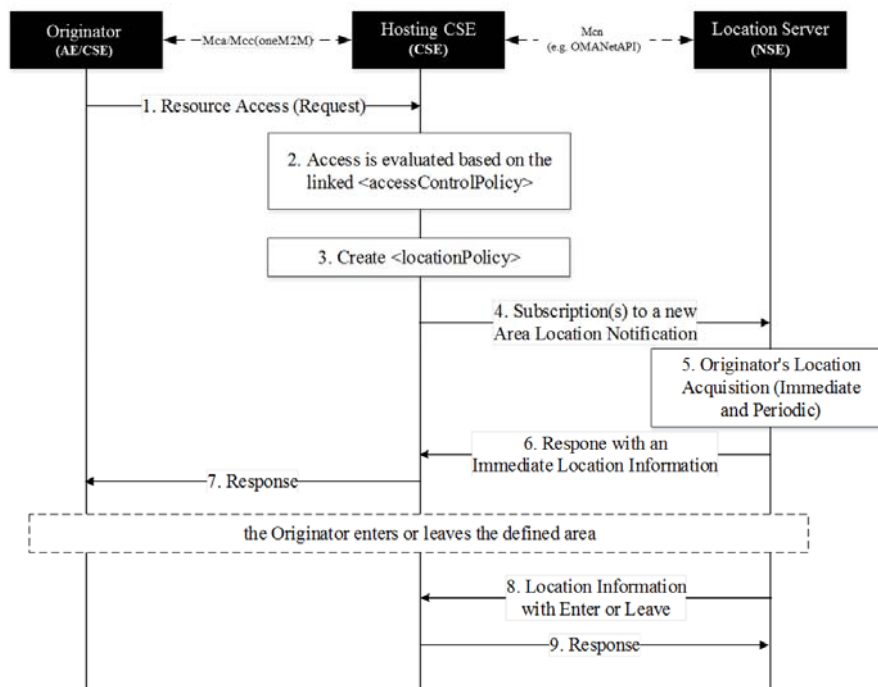 Originator
(AE/CSE)
Mca/Mcc(oneM2M)
Hosting CSE
(CSE)
Mcn
(e.g. OMANetAPI)
Location Server
(NSE)
1. Resource Access (Request)
2. Access is evaluated based on the
linked <accessControlPolicy>
3. Create <locationPolicy>
4. Subscription(s) to a new
Area Location Notification
5. Originator's Location
Acquisition (Immediate
and Periodic)
6. Respone with an
Immediate Location Information
7. Response
the Originator enters or leaves the defined area
8. Location Information
with Enter or Leave
9. Response